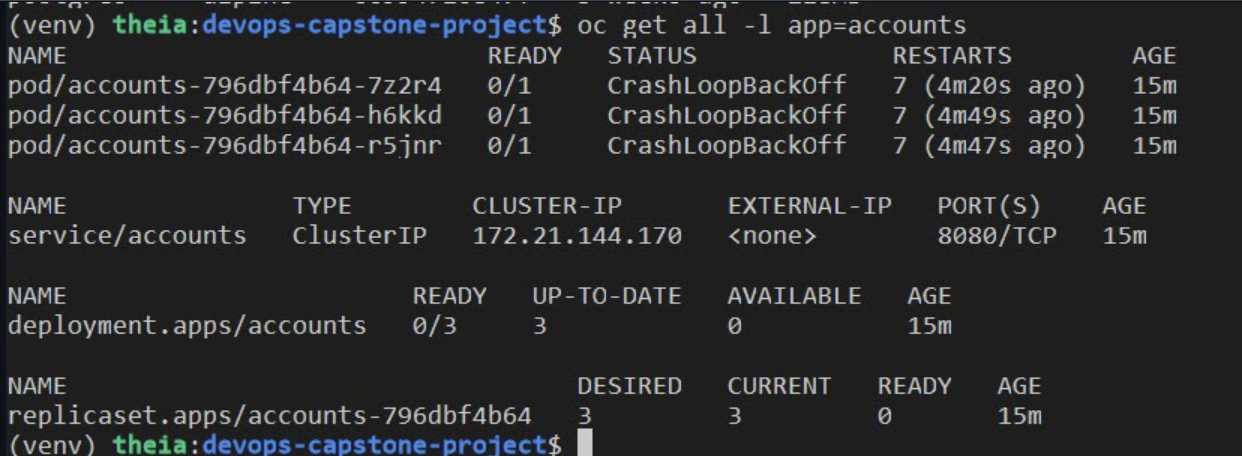 (venv) theia:devops-capstone-project$ oc get all -l app=accounts
NAME READY STATUS RESTARTS AGE
pod/accounts-796dbf4b64-7z2r4 0/1 CrashLoopBackOff 7 (4m20s ago) 15m
pod/accounts-796dbf4b64-h6kkd 0/1 CrashLoopBackOff 7 (4m49s ago) 15m
pod/accounts-796dbf4b64-r5jnr 0/1 CrashLoopBackOff 7 (4m47s ago) 15m
NAME TYPE CLUSTER-IP EXTERNAL-IP PORT(S) AGE
service/accounts ClusterIP 172.21.144.170 <none> 8080/TCP 15m
NAME READY UP-TO-DATE AVAILABLE AGE
deployment.apps/accounts 0/3 3 0 15m
NAME DESIRED CURRENT READY AGE
replicaset.apps/accounts-796dbf4b64 3 3 0 15m
(venv) theia:devops-capstone-project$